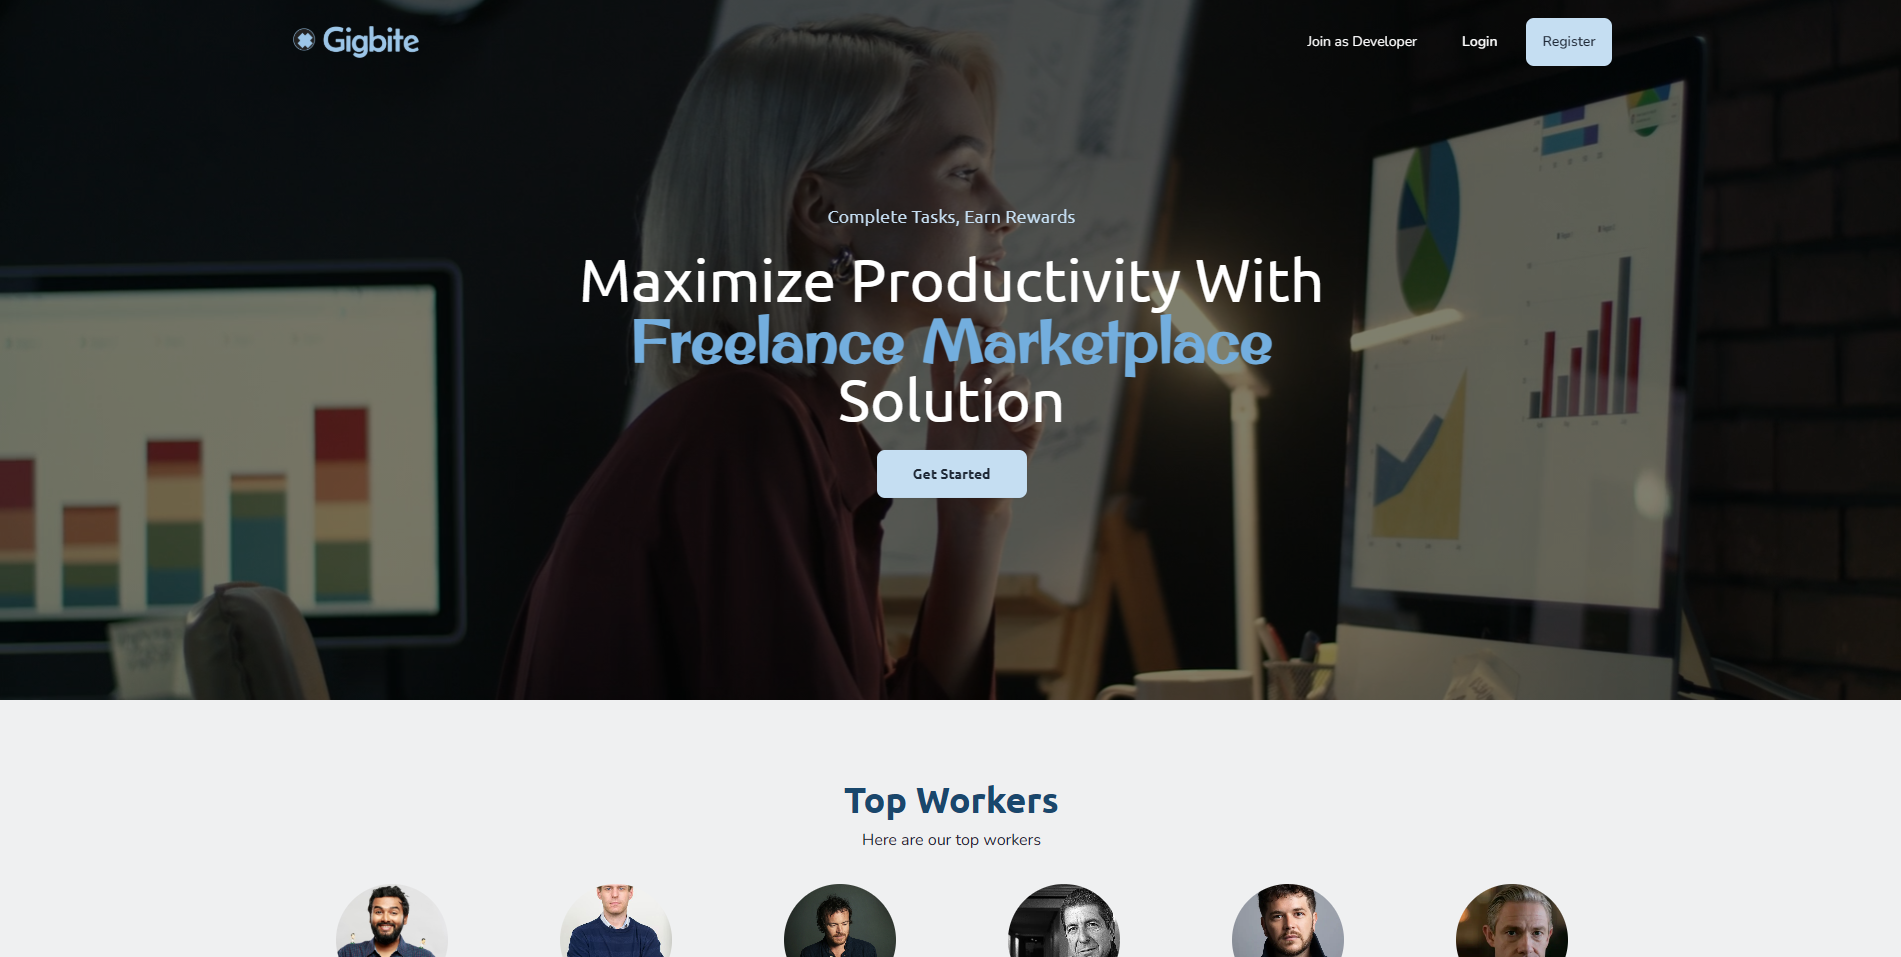 Gigbite
Join as Developer
Login
Register
Complete Tasks, Earn Rewards
Maximize Productivity With
Freelance Marketplace
Solution
Get Started
Top Workers
Here are our top workers